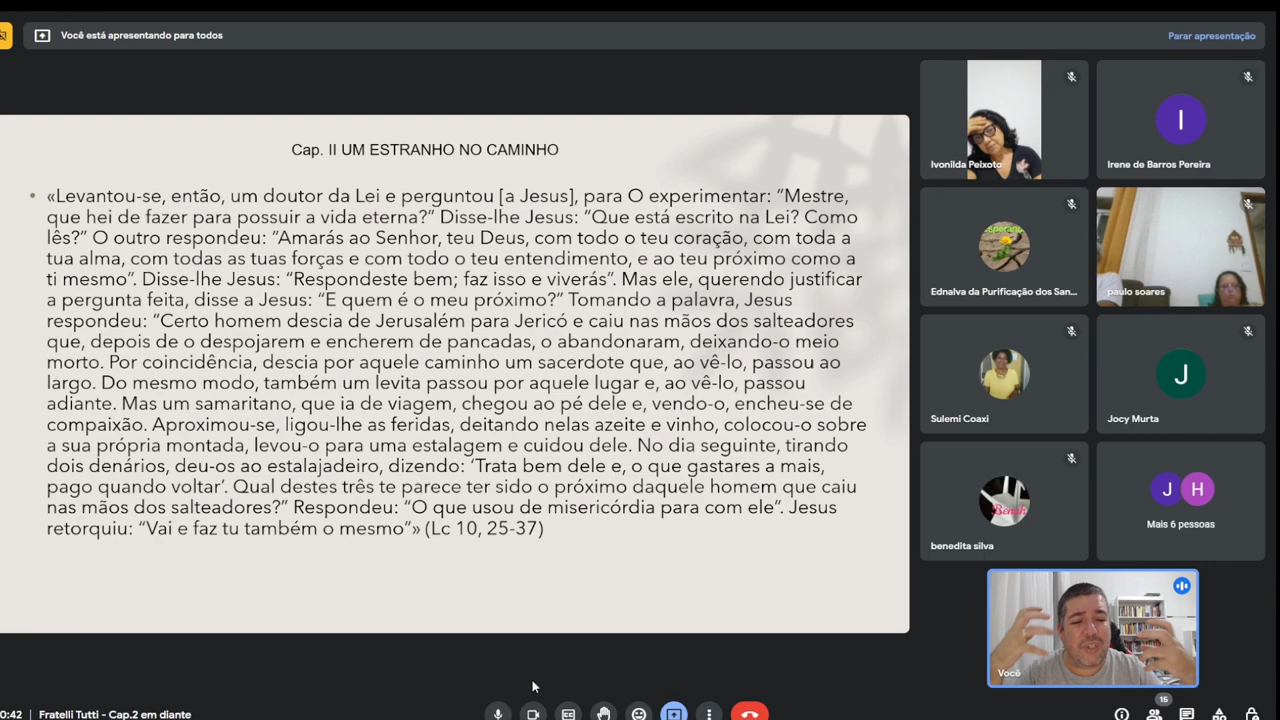 Você está apresentando para todos
Parar apresentação
Cap. II UM ESTRANHO NO CAMINHO
• «Levantou-se, então, um doutor da Lei e perguntou [a Jesus], para O experimentar: “Mestre,
que hei de fazer para possuir a vida eterna?” Disse-lhe Jesus: “Que está escrito na Lei? Como
lês?” O outro respondeu: “Amarás ao Senhor, teu Deus, com todo o teu coração, com toda a
tua alma, com todas as tuas forças e com todo o teu entendimento, e ao teu próximo como a
ti mesmo”. Disse-lhe Jesus: “Respondeste bem; faz isso e viverás”. Mas ele, querendo justificar
a pergunta feita, disse a Jesus: “E quem é o meu próximo?” Tomando a palavra, Jesus
respondeu: “Certo homem descia de Jerusalém para Jericó e caiu nas mãos dos salteadores
que, depois de o despojarem e encherem de pancadas, o abandonaram, deixando-o meio
morto. Por coincidência, descia por aquele caminho um sacerdote que, ao vê-lo, passou ao
largo. Do mesmo modo, também um levita passou por aquele lugar e, ao vê-lo, passou
adiante. Mas um samaritano, que ia de viagem, chegou ao pé dele e, vendo-o, encheu-se de
compaixão. Aproximou-se, ligou-lhe as feridas, deitando nelas azeite e vinho, colocou-o sobre
a sua própria montada, levou-o para uma estalagem e cuidou dele. No dia seguinte, tirando
dois denários, deu-os ao estalajadeiro, dizendo: ‘Trata bem dele e, o que gastares a mais,
pago quando voltar’. Qual destes três te parece ter sido o próximo daquele homem que caiu
nas mãos dos salteadores?” Respondeu: “O que usou de misericórdia para com ele”. Jesus
retorquiu: “Vai e faz tu também o mesmo”» (Lc 10, 25-37)
Ivonilda Peixoto
I
Irene de Barros Pereira
Ednalva da Purificação dos San...
paulo soares
Sulemi Coaxi
J
Jocy Murta
benedita silva
J H
Mais 6 pessoas
Você
15
0:42 | Fratelli Tutti - Cap.2 em diante